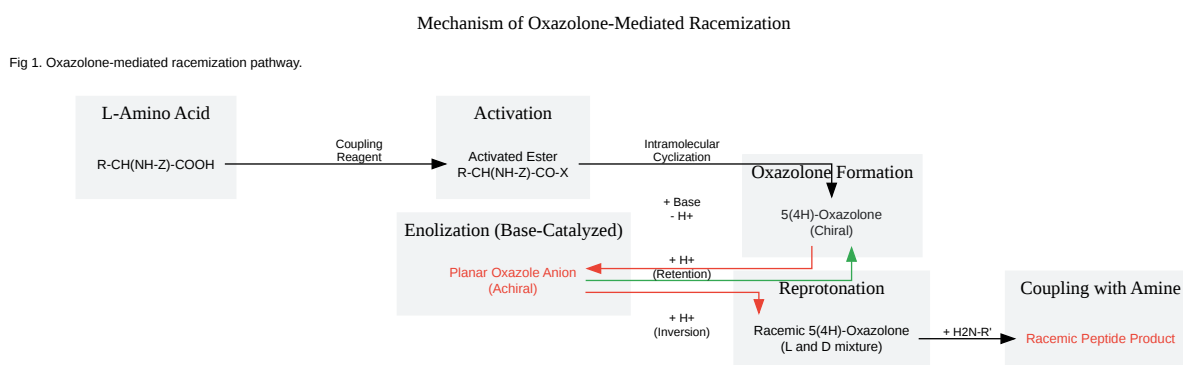 Mechanism of Oxazolone-Mediated Racemization
Fig 1. Oxazolone-mediated racemization pathway.
L-Amino Acid
R-CH(NH-Z)-COOH
Coupling
Reagent
Activation
Activated Ester
R-CH(NH-Z)-CO-X
Intramolecular
Cyclization
Oxazolone Formation
5(4H)-Oxazolone
(Chiral)
+ Base
- H+
Enolization (Base-Catalyzed)
Planar Oxazole Anion
(Achiral)
+ H+
(Retention)
+ H+
(Inversion)
Reprotonation
Racemic 5(4H)-Oxazolone
(L and D mixture)
+ H2N-R'
Coupling with Amine
Racemic Peptide Product